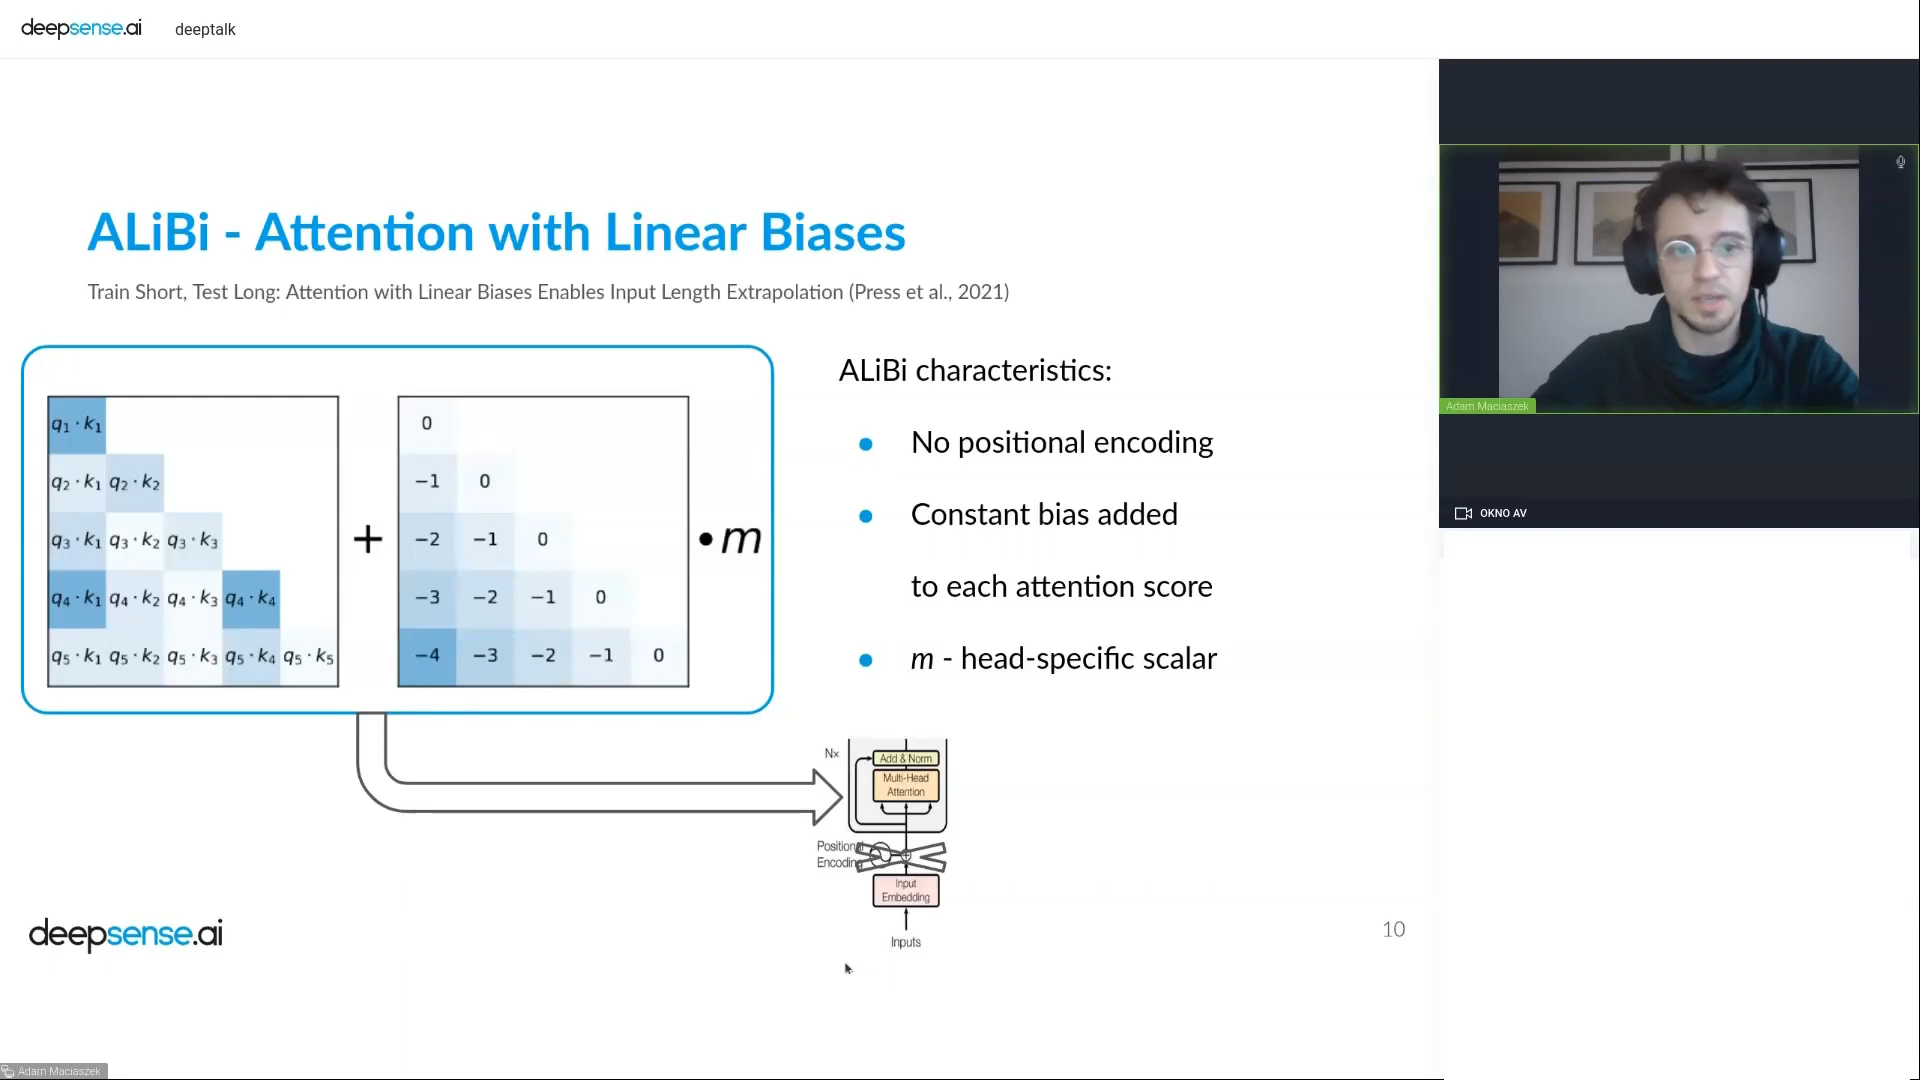 deepsense.ai deeptalk
ALiBi - Attention with Linear Biases
Train Short, Test Long: Attention with Linear Biases Enables Input Length Extrapolation (Press et al., 2021)
q₁ · k₁
q₂ · k₁ q₂ · k₂
q₃ · k₁ q₃ · k₂ q₃ · k₃
q₄ · k₁ q₄ · k₂ q₄ · k₃ q₄ · k₄
q₅ · k₁ q₅ · k₂ q₅ · k₃ q₅ · k₄ q₅ · k₅
+
0
−1 0
−2 −1 0
−3 −2 −1 0
−4 −3 −2 −1 0
• m
ALiBi characteristics:
● No positional encoding
● Constant bias added
to each attention score
● m - head-specific scalar
N×
Add & Norm
Multi-Head
Attention
Positional
Encoding
Input
Embedding
Inputs
deepsense.ai
10
Adam Maciaszek
OKNO AV
Adam Maciaszek